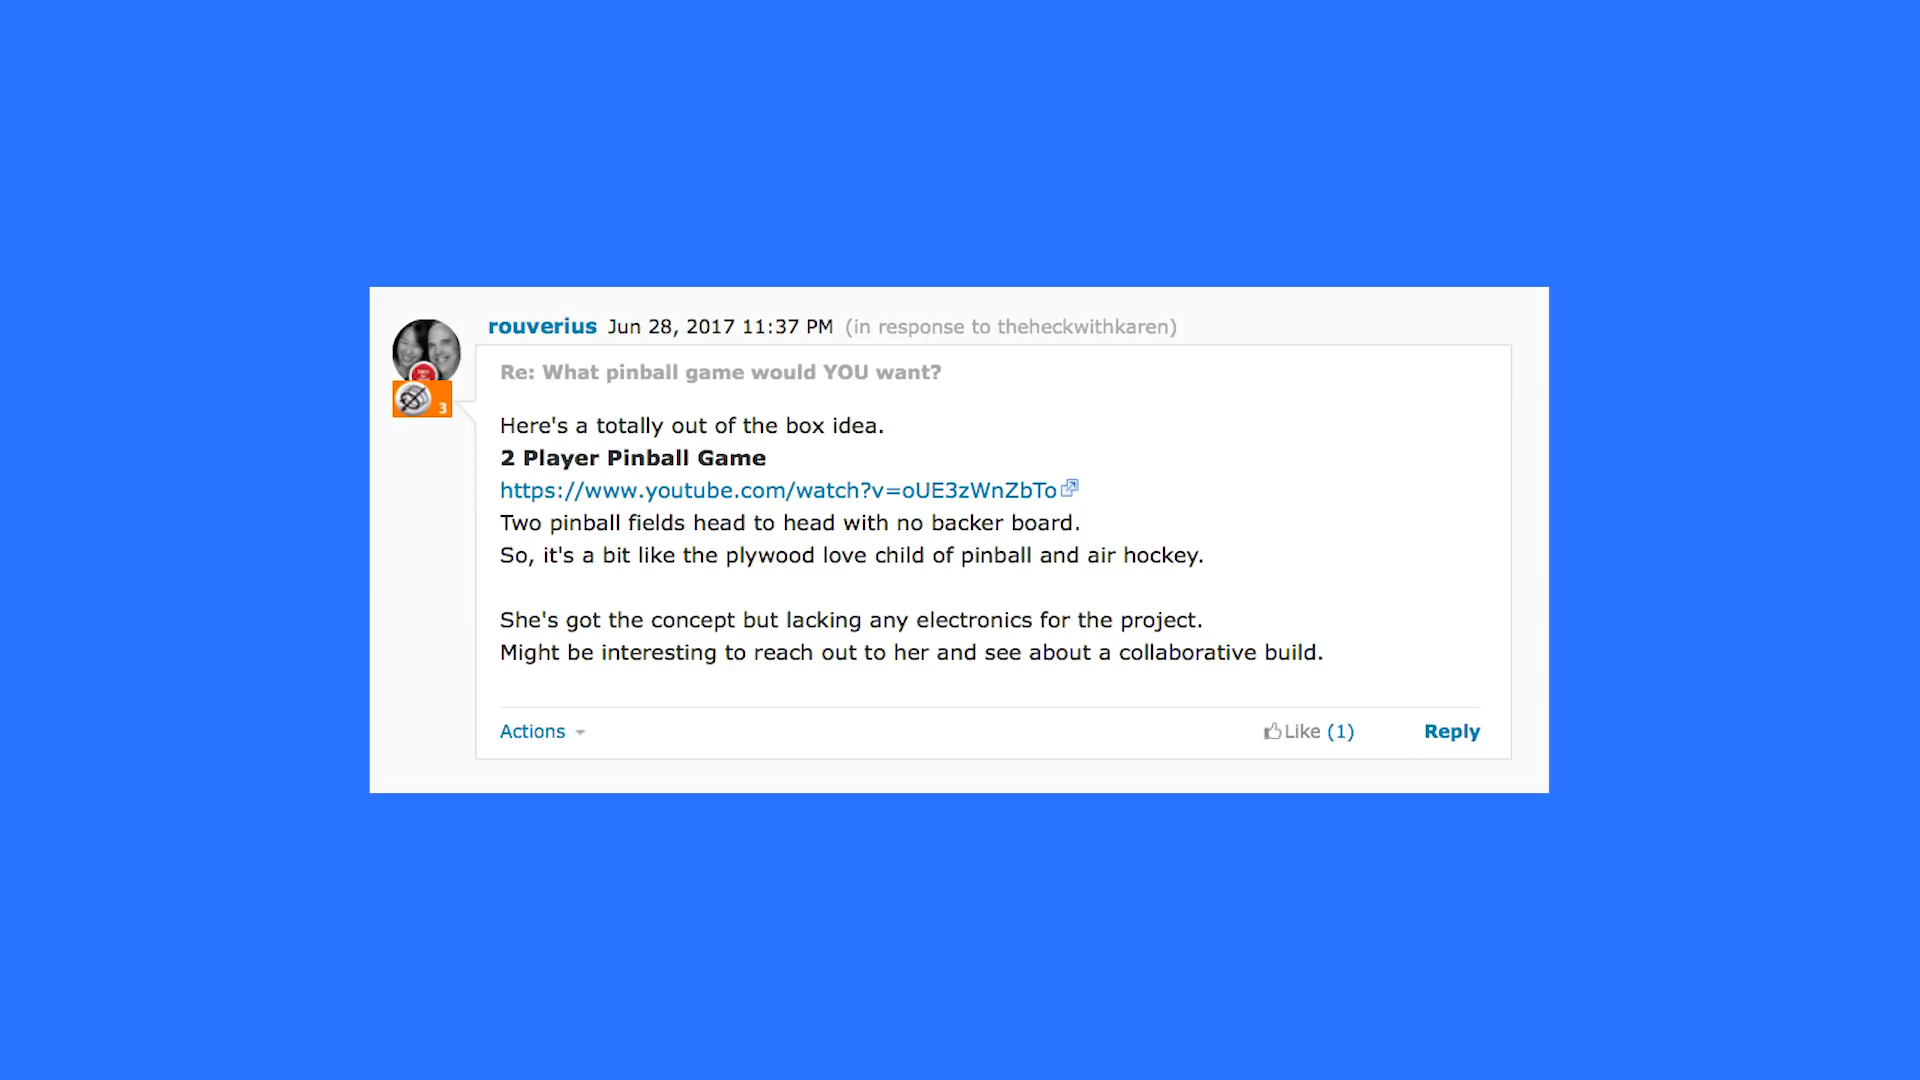 rouverius Jun 28, 2017 11:37 PM (in response to theheckwithkaren)
Re: What pinball game would YOU want?
Here's a totally out of the box idea.
2 Player Pinball Game
https://www.youtube.com/watch?v=oUE3zWnZbTo
Two pinball fields head to head with no backer board.
So, it's a bit like the plywood love child of pinball and air hockey.
She's got the concept but lacking any electronics for the project.
Might be interesting to reach out to her and see about a collaborative build.
3
Actions Like (1) Reply